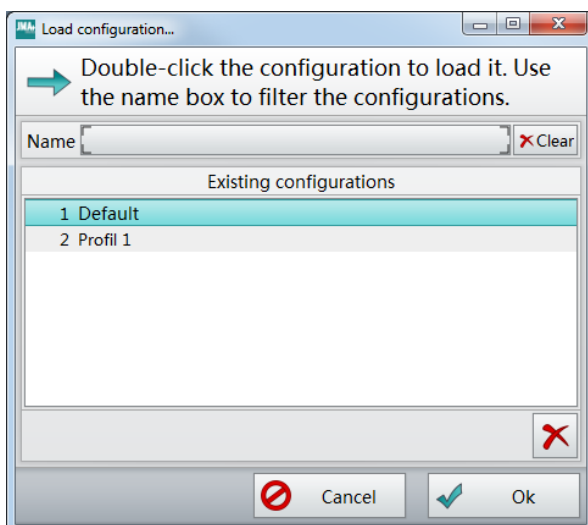 JMA Load configuration...
Double-click the configuration to load it. Use
the name box to filter the configurations.
Name Clear
Existing configurations
1 Default
2 Profil 1
Cancel Ok